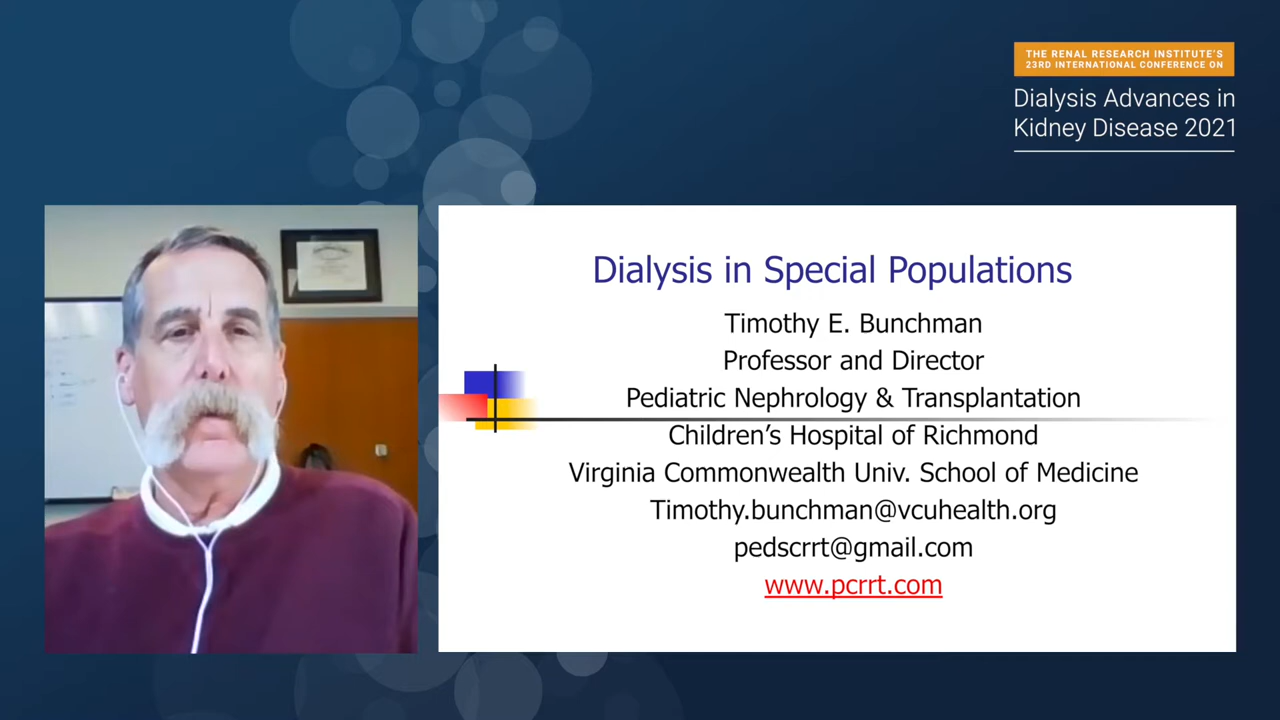 THE RENAL RESEARCH INSTITUTE'S
23RD INTERNATIONAL CONFERENCE ON
Dialysis Advances in
Kidney Disease 2021
Dialysis in Special Populations
Timothy E. Bunchman
Professor and Director
Pediatric Nephrology & Transplantation
Children’s Hospital of Richmond
Virginia Commonwealth Univ. School of Medicine
Timothy.bunchman@vcuhealth.org
pedscrrt@gmail.com
www.pcrrt.com